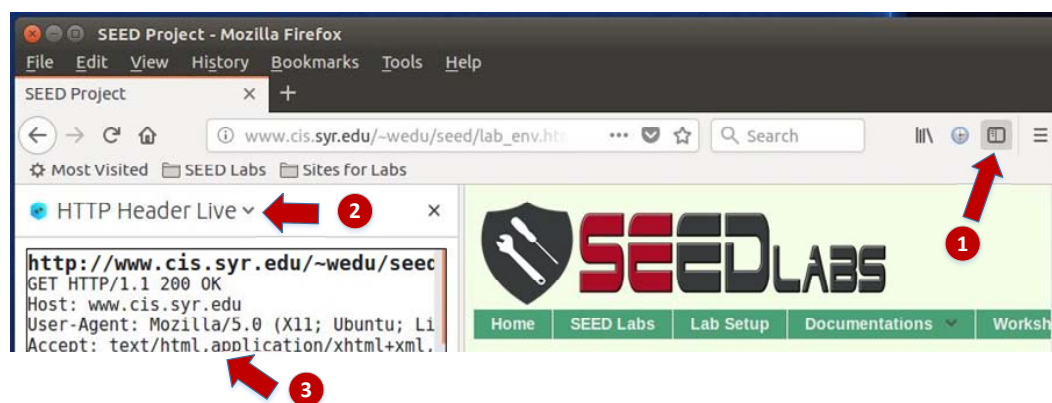 SEED Project - Mozilla Firefox
File Edit View History Bookmarks Tools Help
SEED Project
www.cis.syr.edu/~wedu/seed/lab_env.ht
Search
Most Visited SEED Labs Sites for Labs
HTTP Header Live
2
1
http://www.cis.syr.edu/~wedu/seed
GET HTTP/1.1 200 OK
Host: www.cis.syr.edu
User-Agent: Mozilla/5.0 (X11; Ubuntu; Li
Accept: text/html,application/xhtml+xml,
SEEDLABS
Home SEED Labs Lab Setup Documentations Worksh
3